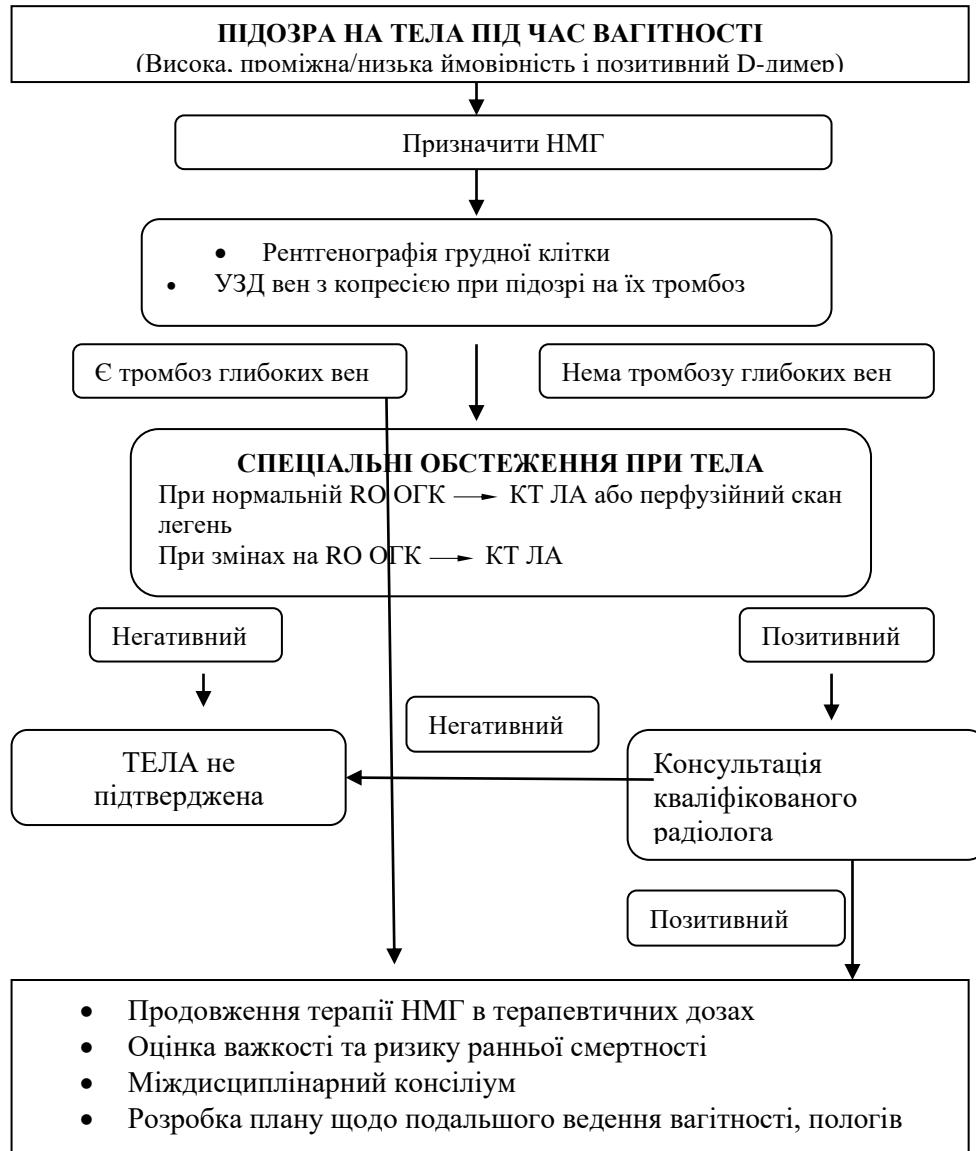 ПІДОЗРА НА ТЕЛА ПІД ЧАС ВАГІТНОСТІ
(Висока, проміжна/низька ймовірність і позитивний D-димер)
Призначити НМГ
• Рентгенографія грудної клітки
• УЗД вен з копресією при підозрі на їх тромбоз
Є тромбоз глибоких вен
Нема тромбозу глибоких вен
СПЕЦІАЛЬНІ ОБСТЕЖЕННЯ ПРИ ТЕЛА
При нормальній RO ОГК → КТ ЛА або перфузійний скан
легень
При змінах на RO ОГК → КТ ЛА
Негативний
Позитивний
Негативний
ТЕЛА не
підтверджена
Консультація
кваліфікованого
радіолога
Позитивний
• Продовження терапії НМГ в терапевтичних дозах
• Оцінка важкості та ризику ранньої смертності
• Міждисциплінарний консіліум
• Розробка плану щодо подальшого ведення вагітності, пологів